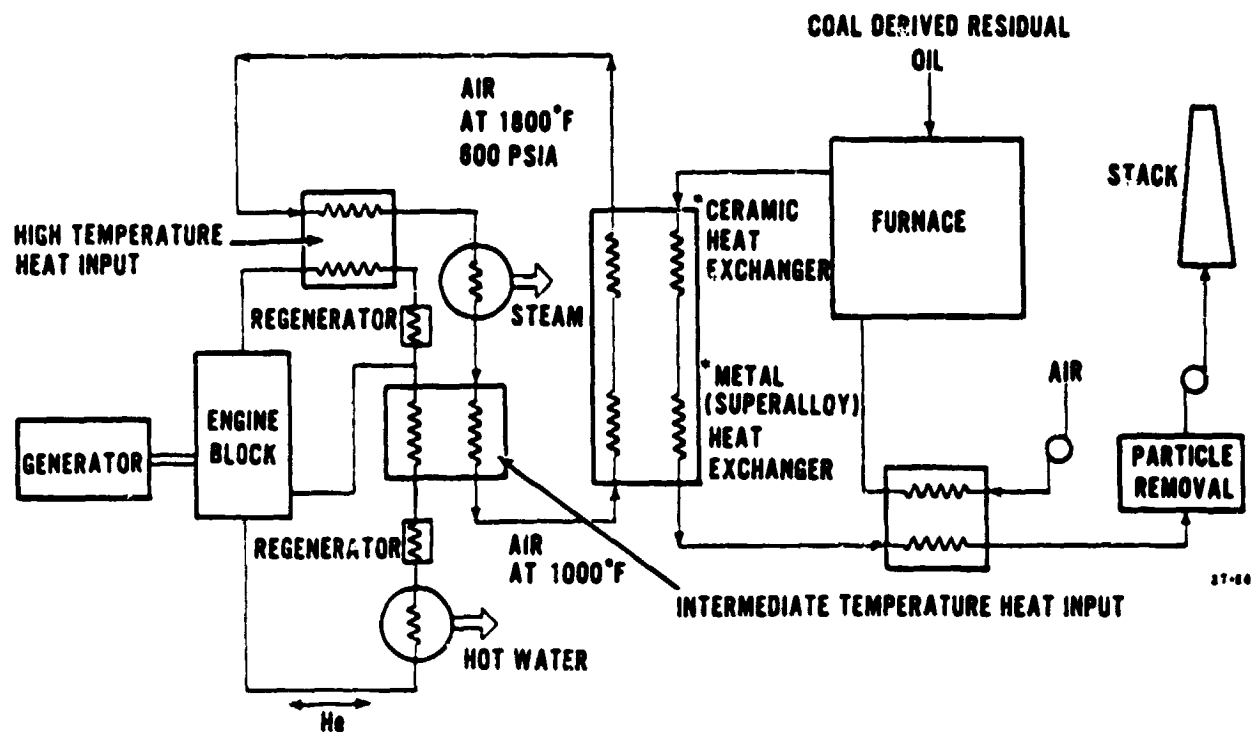 COAL DERIVED RESIDUAL
OIL
AIR
AT 1800°F
600 PSIA
STACK
*CERAMIC
HEAT
EXCHANGER
FURNACE
HIGH TEMPERATURE
HEAT INPUT
REGENERATOR
STEAM
*METAL
(SUPERALLOY)
HEAT
EXCHANGER
AIR
ENGINE
BLOCK
GENERATOR
PARTICLE
REMOVAL
REGENERATOR
AIR
AT 1000°F
INTERMEDIATE TEMPERATURE HEAT INPUT
HOT WATER
He